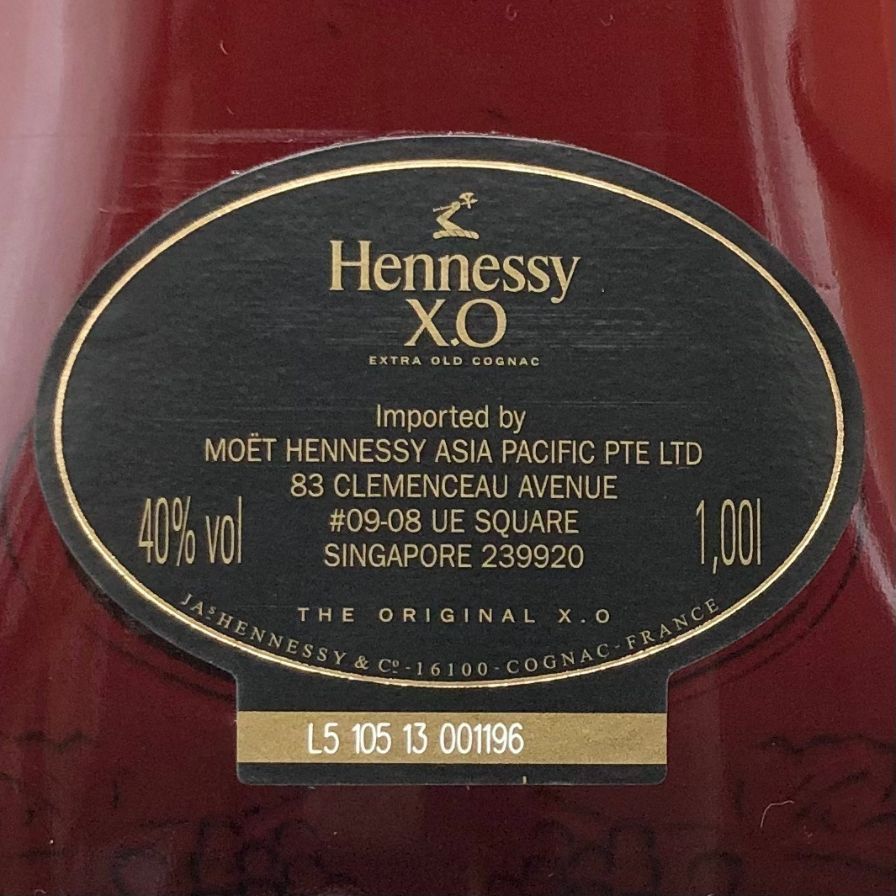 Hennessy
X.O
EXTRA OLD COGNAC
Imported by
MOËT HENNESSY ASIA PACIFIC PTE LTD
83 CLEMENCEAU AVENUE
#09-08 UE SQUARE
SINGAPORE 239920
40% vol
1,00l
THE ORIGINAL X.O
JAˢ HENNESSY & Cº - 16100 - COGNAC - FRANCE
L5 105 13 001196